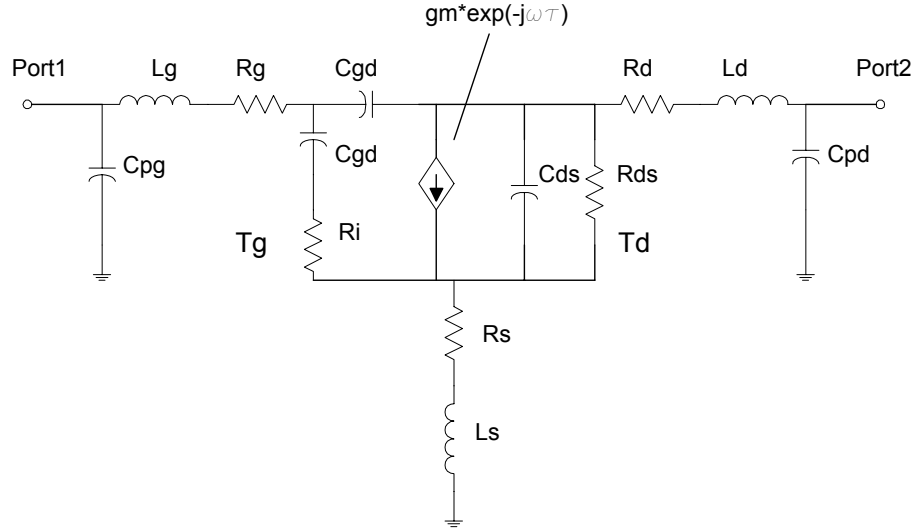 gm*exp(-jωτ)
Port1
Lg
Rg
Cgd
Rd
Ld
Port2
Cgd
Cpg
Cds
Rds
Cpd
Tg
Ri
Td
Rs
Ls